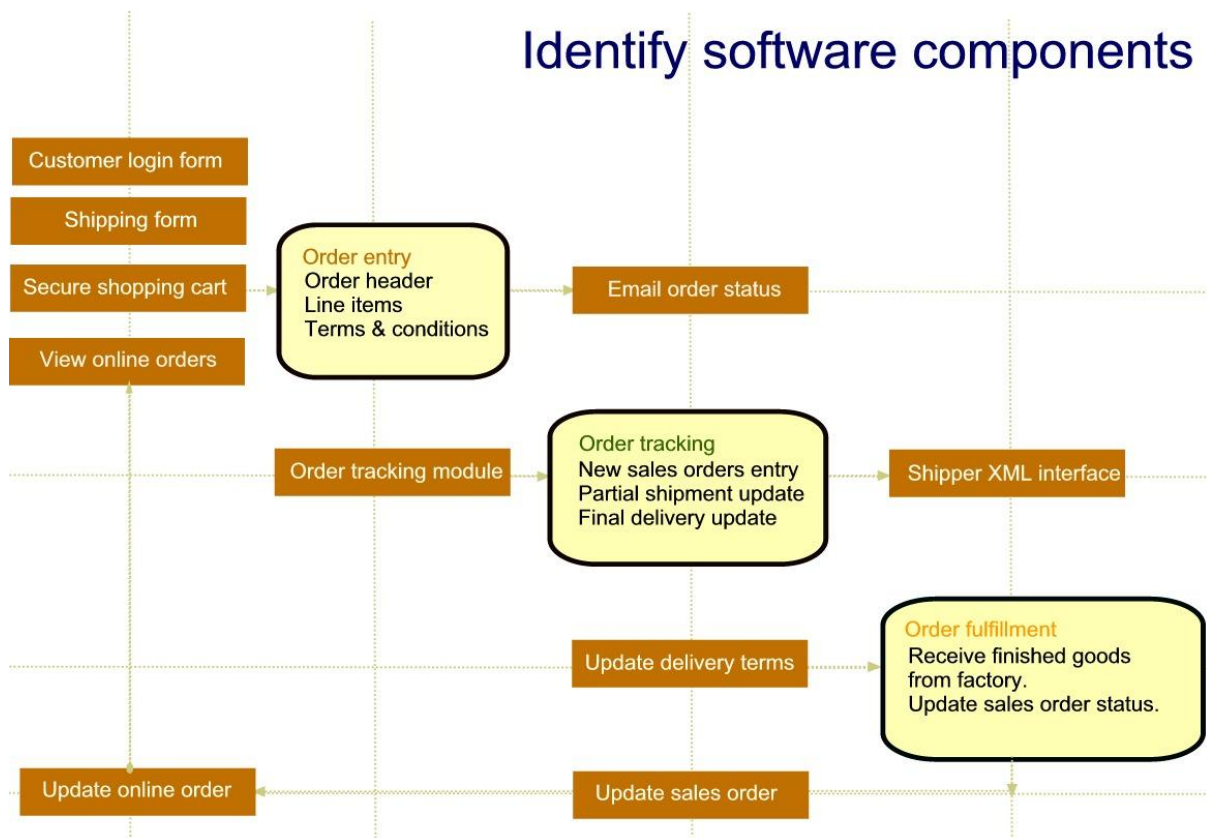 Identify software components
Customer login form
Shipping form
Secure shopping cart
View online orders
Order entry
Order header
Line items
Terms & conditions
Email order status
Order tracking module
Order tracking
New sales orders entry
Partial shipment update
Final delivery update
Shipper XML interface
Update delivery terms
Order fulfillment
Receive finished goods
from factory.
Update sales order status.
Update online order
Update sales order